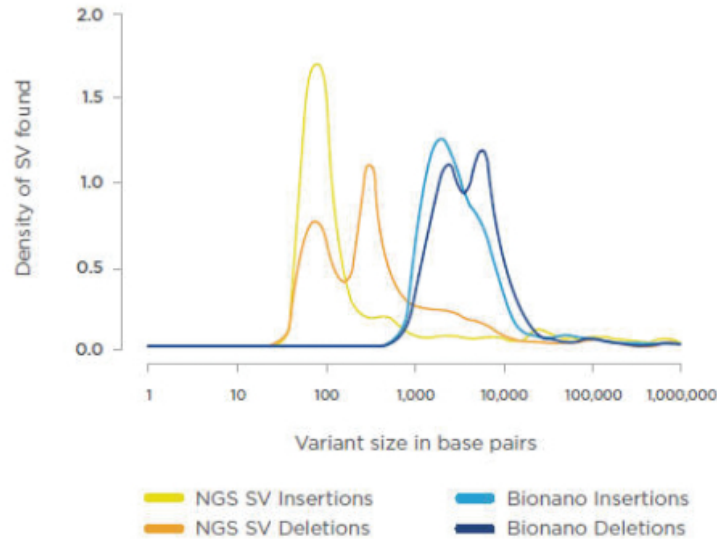 2.0
1.5
1.0
0.5
0.0
Density of SV found
1 10 100 1,000 10,000 100,000 1,000,000
Variant size in base pairs
NGS SV Insertions Bionano Insertions
NGS SV Deletions Bionano Deletions